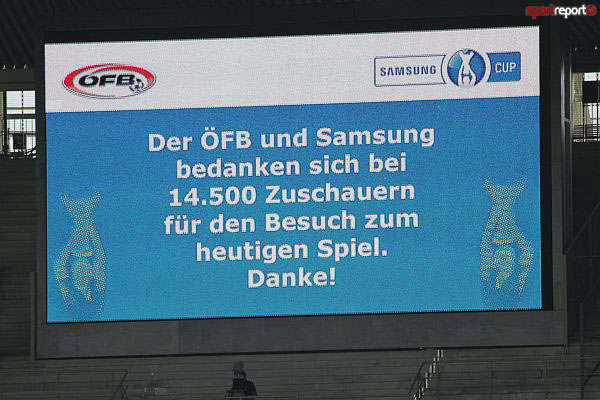 sportreport
ÖFB
SAMSUNG CUP
Der ÖFB und Samsung
bedanken sich bei
14.500 Zuschauern
für den Besuch zum
heutigen Spiel.
Danke!